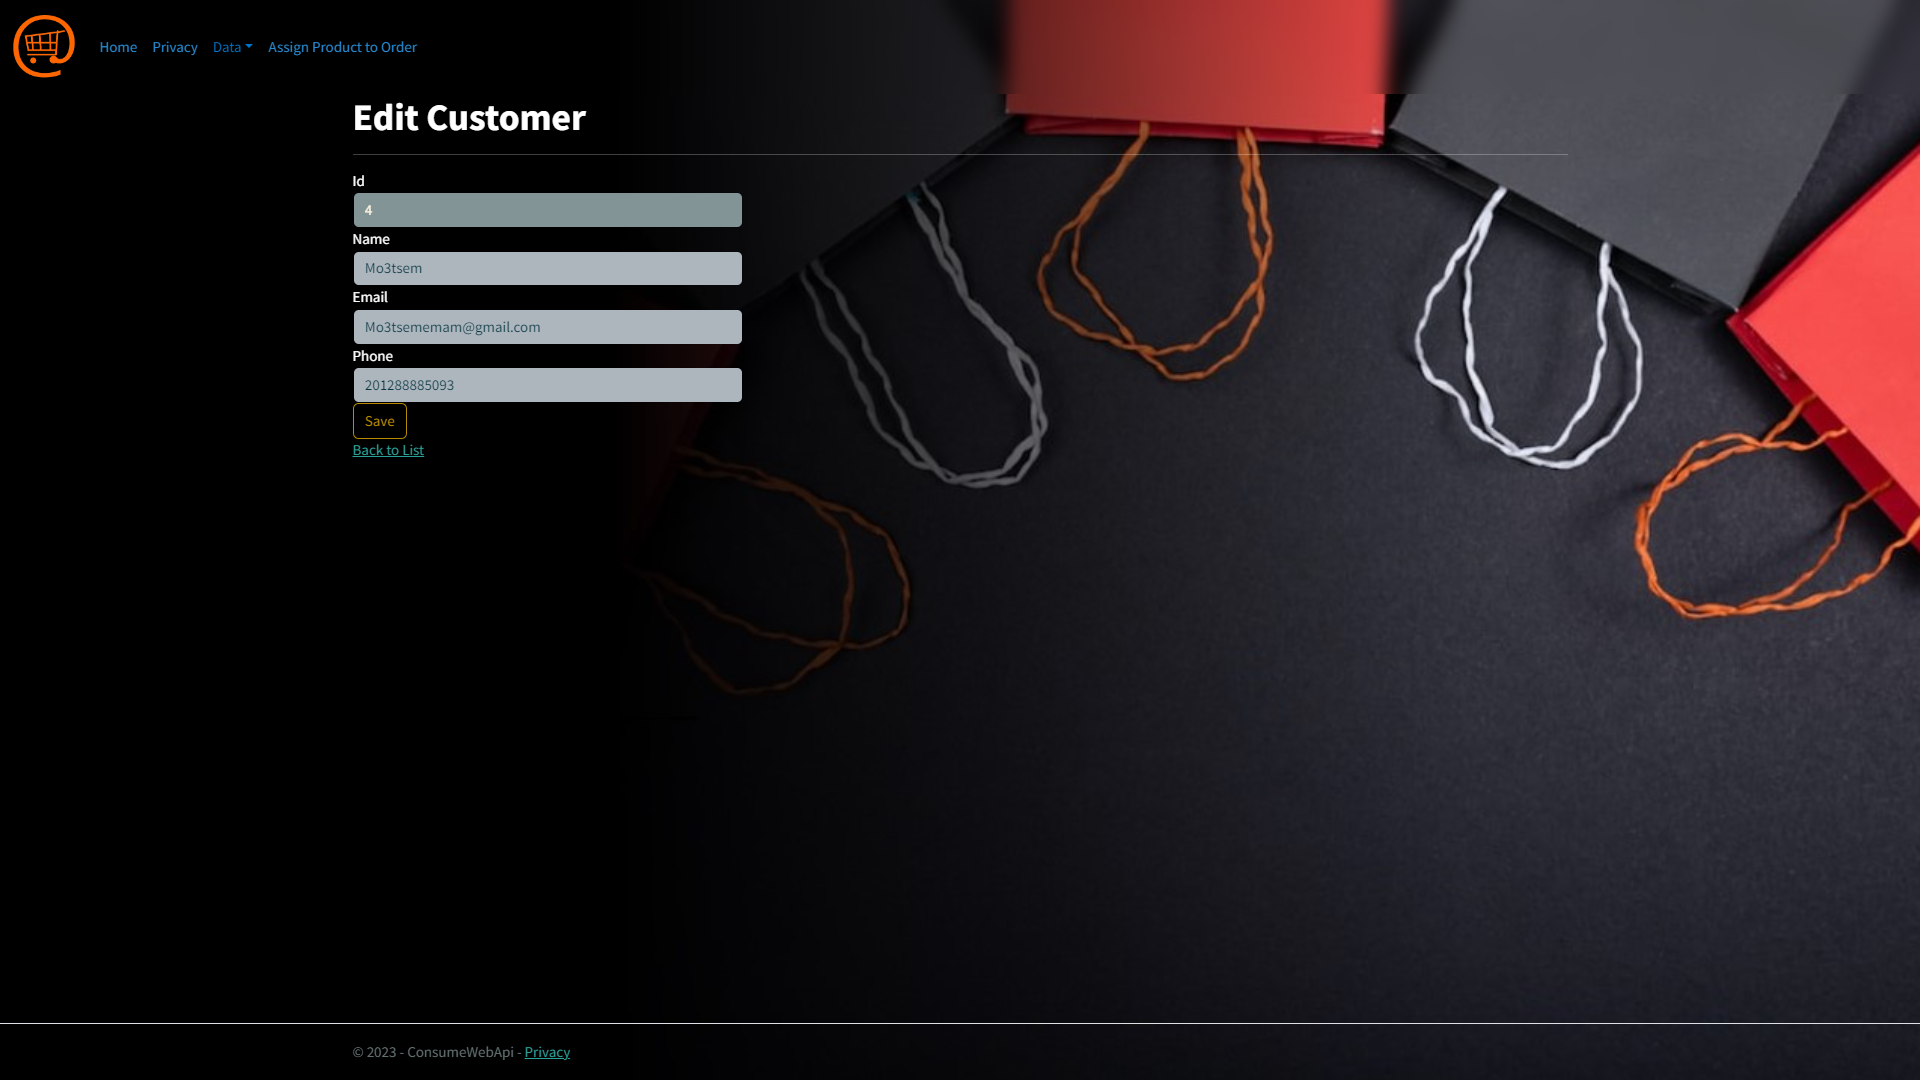 Home Privacy Data Assign Product to Order
Edit Customer
Id
4
Name
Mo3tsem
Email
Mo3tsememam@gmail.com
Phone
201288885093
Save
Back to List
© 2023 - ConsumeWebApi - Privacy